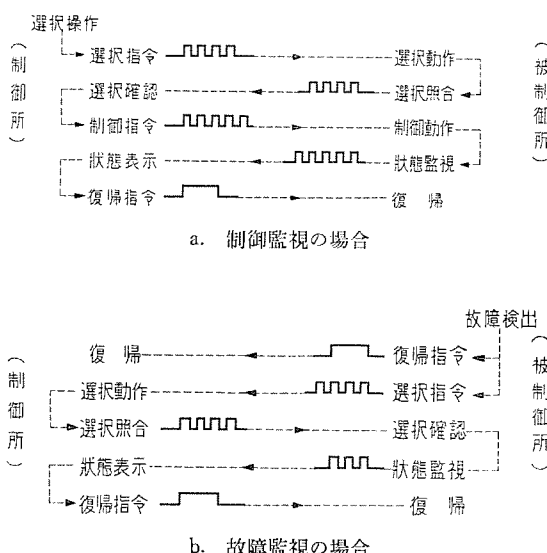 選択操作
（制御所）
（被制御所）
選択指令 選択動作
選択確認 選択照合
制御指令 制御動作
狀態表示 狀態監視
復帰指令 復帰
a. 制御監視の場合
故障検出
（制御所）
（被制御所）
復帰 復帰指令
選択動作 選択指令
選択照合 選択確認
狀態表示 狀態監視
復帰指令 復帰
b. 故障監視の場合